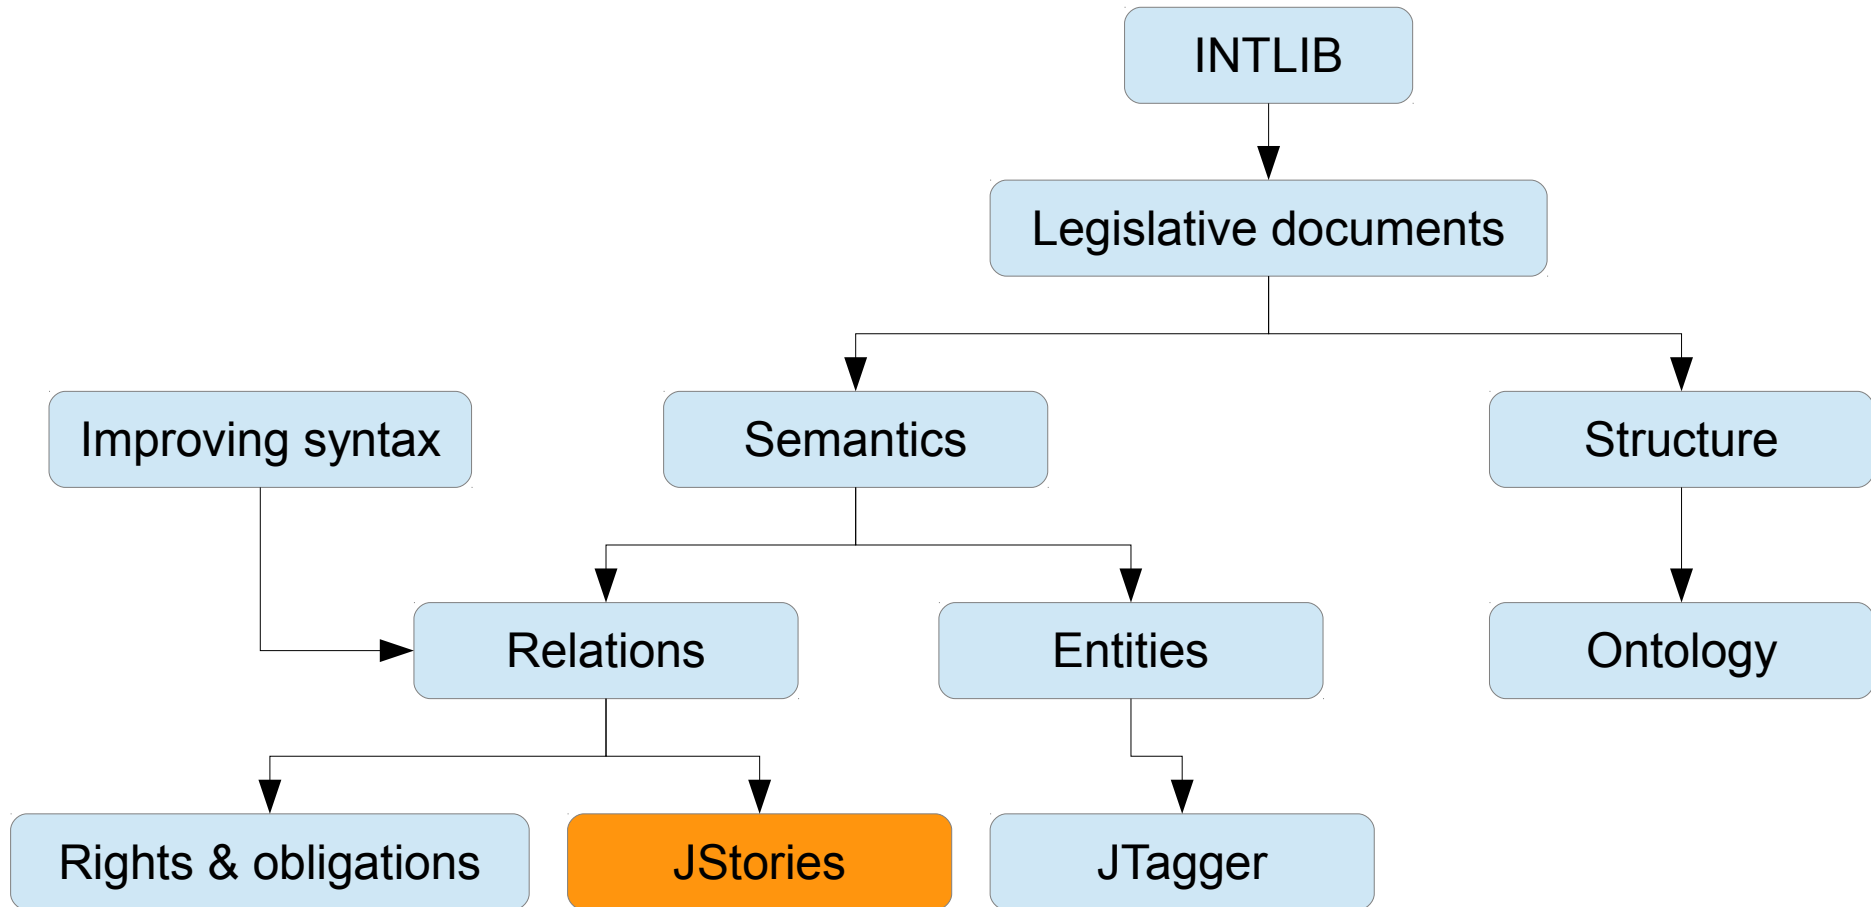 INTLIB
Legislative documents
Improving syntax
Semantics
Structure
Relations
Entities
Ontology
Rights & obligations
JStories
JTagger